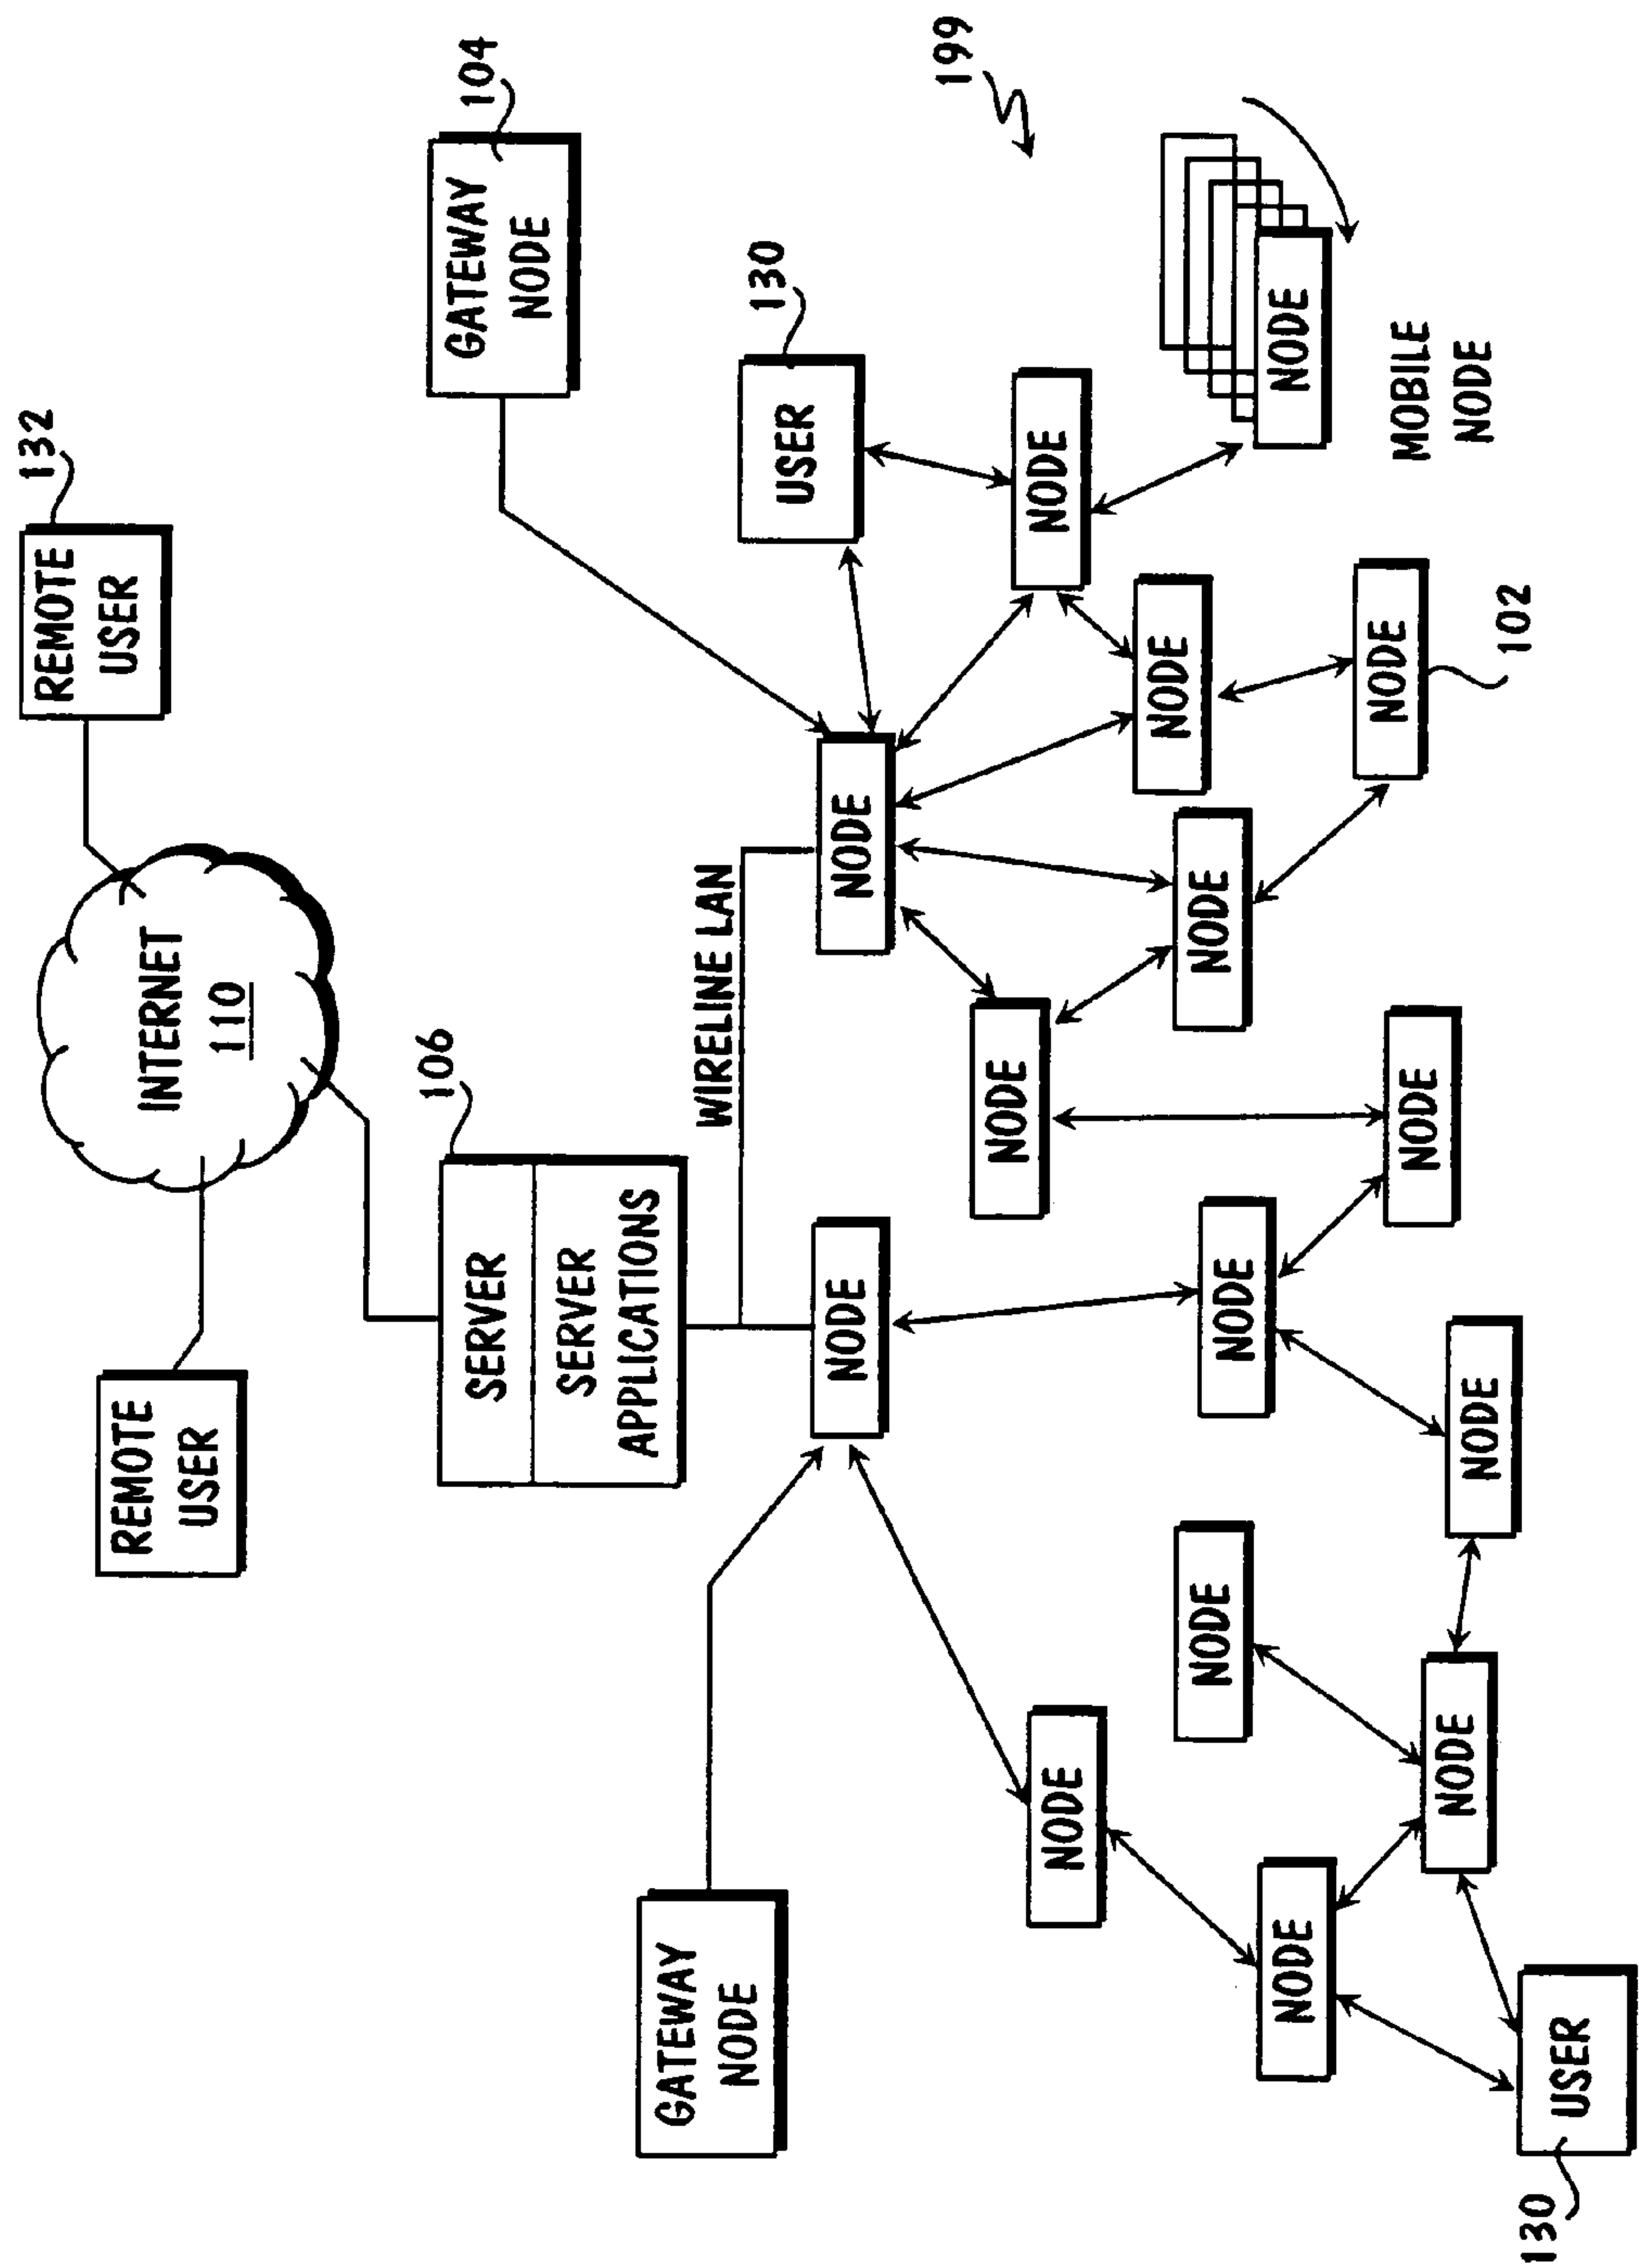 REMOTE
USER
132
REMOTE
USER
INTERNET
110
104
GATEWAY
NODE
106
SERVER
SERVER
APPLICATIONS
WIRELINE LAN
GATEWAY
NODE
130
USER
199
NODE
NODE
NODE
NODE
NODE
NODE
NODE
NODE
NODE
NODE
NODE
MOBILE
NODE
NODE
NODE
102
NODE
NODE
NODE
USER
130